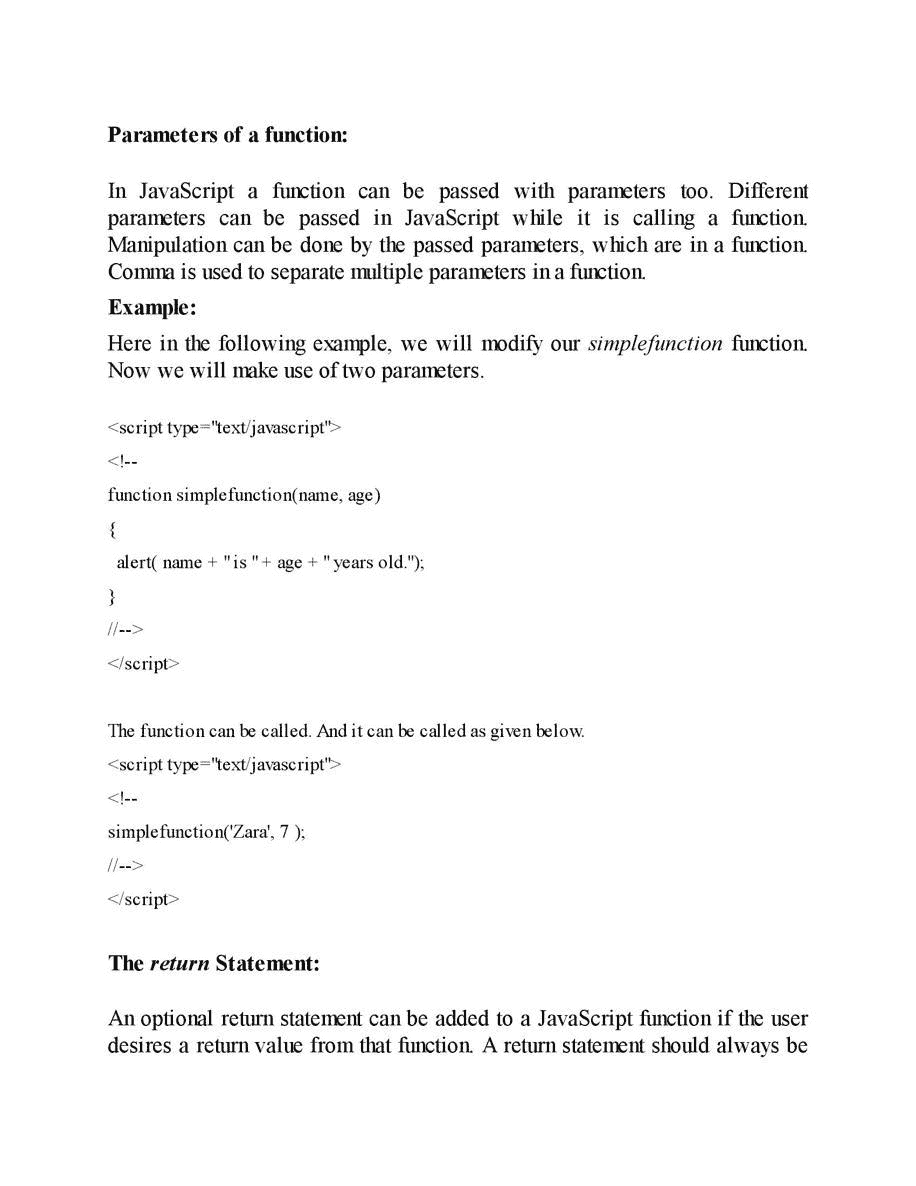 Parameters of a function:
In JavaScript a function can be passed with parameters too. Different
parameters can be passed in JavaScript while it is calling a function.
Manipulation can be done by the passed parameters, which are in a function.
Comma is used to separate multiple parameters in a function.
Example:
Here in the following example, we will modify our simplefunction function.
Now we will make use of two parameters.
<script type="text/javascript">
<!--
function simplefunction(name, age)
{
  alert( name + " is " + age + " years old.");
}
//-->
</script>
The function can be called. And it can be called as given below.
<script type="text/javascript">
<!--
simplefunction('Zara', 7 );
//-->
</script>
The return Statement:
An optional return statement can be added to a JavaScript function if the user
desires a return value from that function. A return statement should always be